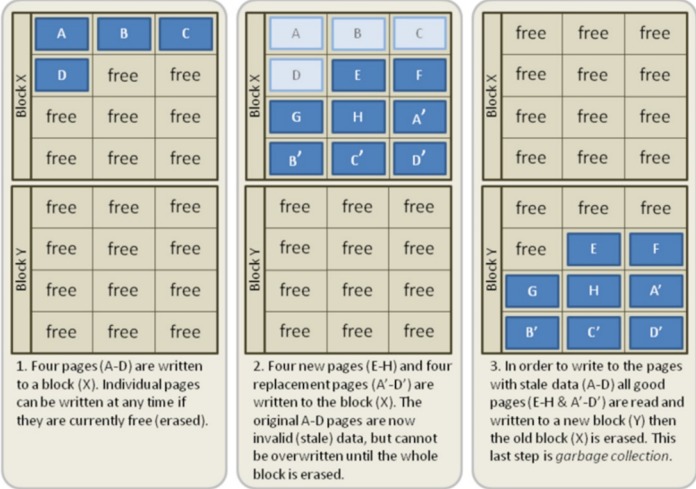 Block X
A B C
D free free
free free free
free free free
Block Y
free free free
free free free
free free free
free free free
1. Four pages (A-D) are written
to a block (X). Individual pages
can be written at any time if
they are currently free (erased).
Block X
A B C
D E F
G H A′
B′ C′ D′
Block Y
free free free
free free free
free free free
free free free
2. Four new pages (E-H) and four
replacement pages (A′-D′) are
written to the block (X). The
original A-D pages are now
invalid (stale) data, but cannot
be overwritten until the whole
block is erased.
Block X
free free free
free free free
free free free
free free free
Block Y
free free free
free E F
G H A′
B′ C′ D′
3. In order to write to the pages
with stale data (A-D) all good
pages (E-H & A′-D′) are read and
written to a new block (Y) then
the old block (X) is erased. This
last step is garbage collection.